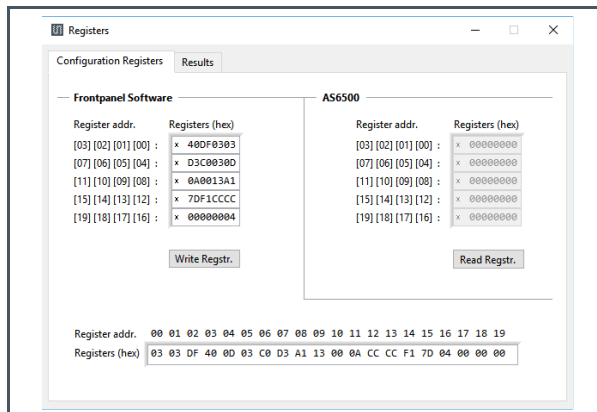 Registers
Configuration Registers Results
Frontpanel Software AS6500
Register addr. Registers (hex) Register addr. Registers (hex)
[03] [02] [01] [00] : x 40DF0303 [03] [02] [01] [00] : x 00000000
[07] [06] [05] [04] : x D3C0030D [07] [06] [05] [04] : x 00000000
[11] [10] [09] [08] : x 0A0013A1 [11] [10] [09] [08] : x 00000000
[15] [14] [13] [12] : x 7DF1CCCC [15] [14] [13] [12] : x 00000000
[19] [18] [17] [16] : x 00000004 [19] [18] [17] [16] : x 00000000
Write Regstr. Read Regstr.
Register addr. 00 01 02 03 04 05 06 07 08 09 10 11 12 13 14 15 16 17 18 19
Registers (hex) 03 03 DF 40 0D 03 C0 D3 A1 13 00 0A CC CC F1 7D 04 00 00 00